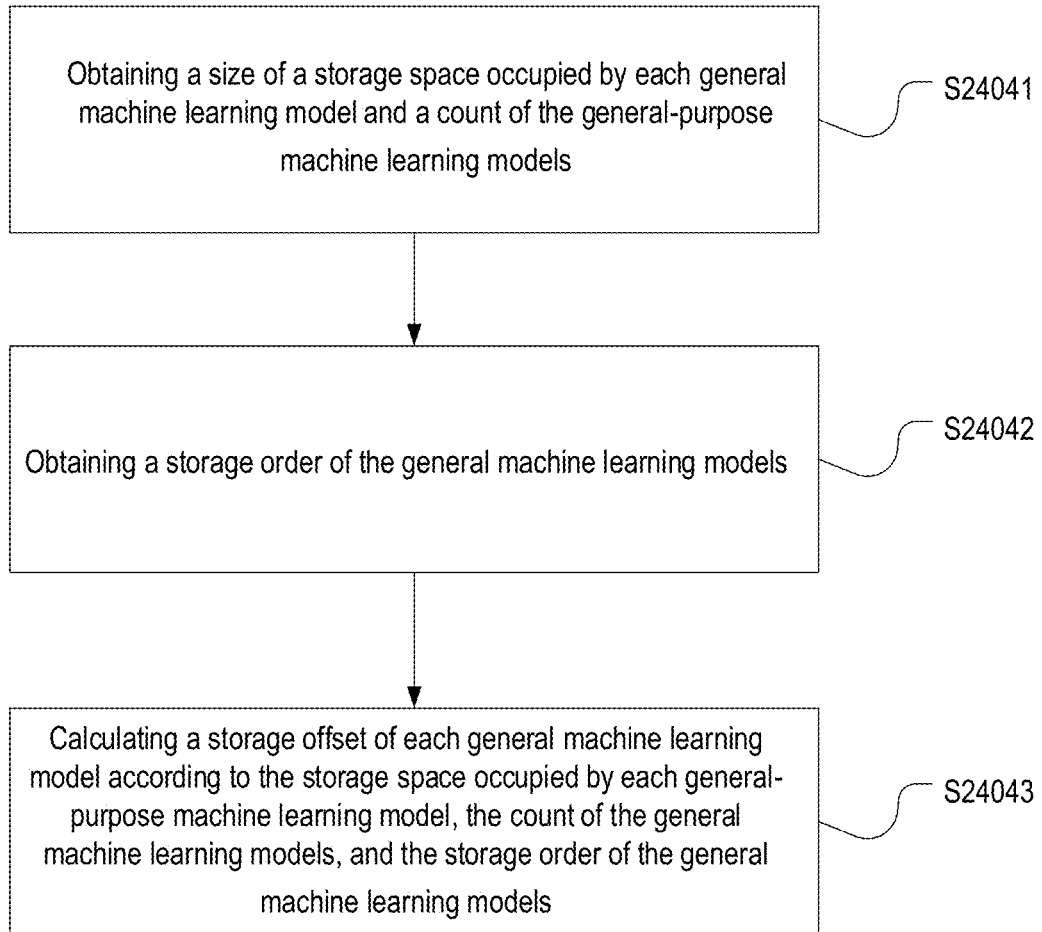 Obtaining a size of a storage space occupied by each general
machine learning model and a count of the general-purpose
machine learning models
S24041
Obtaining a storage order of the general machine learning models
S24042
Calculating a storage offset of each general machine learning
model according to the storage space occupied by each general-
purpose machine learning model, the count of the general
machine learning models, and the storage order of the general
machine learning models
S24043